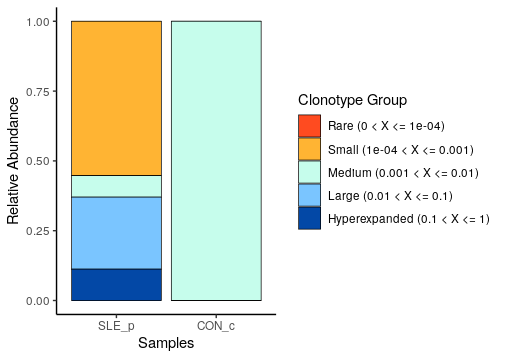 1.00
0.75
0.50
0.25
0.00
Relative Abundance
SLE_p
CON_c
Samples
Clonotype Group
Rare (0 < X <= 1e-04)
Small (1e-04 < X <= 0.001)
Medium (0.001 < X <= 0.01)
Large (0.01 < X <= 0.1)
Hyperexpanded (0.1 < X <= 1)